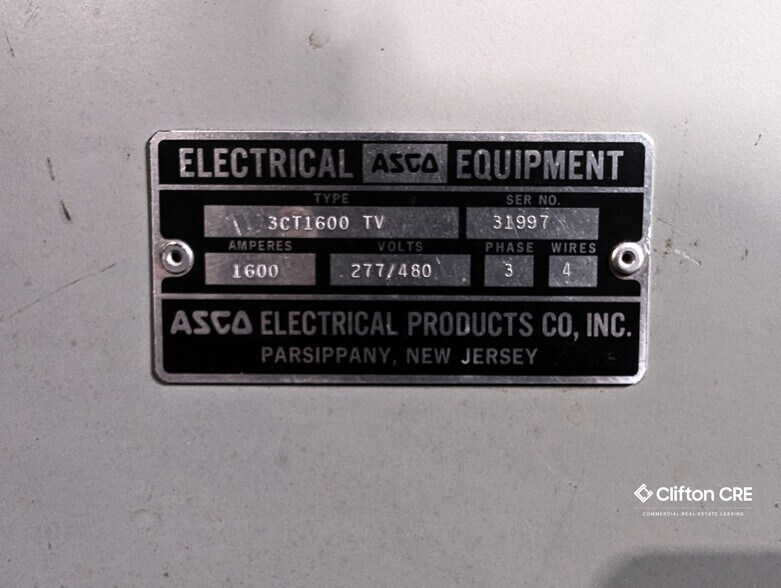 ELECTRICAL ASCO EQUIPMENT
TYPE SER NO.
3CT1600 TV 31997
AMPERES VOLTS PHASE WIRES
1600 277/480 3 4
ASCO ELECTRICAL PRODUCTS CO, INC.
PARSIPPANY, NEW JERSEY
Clifton CRE
COMMERCIAL REAL ESTATE LEASING